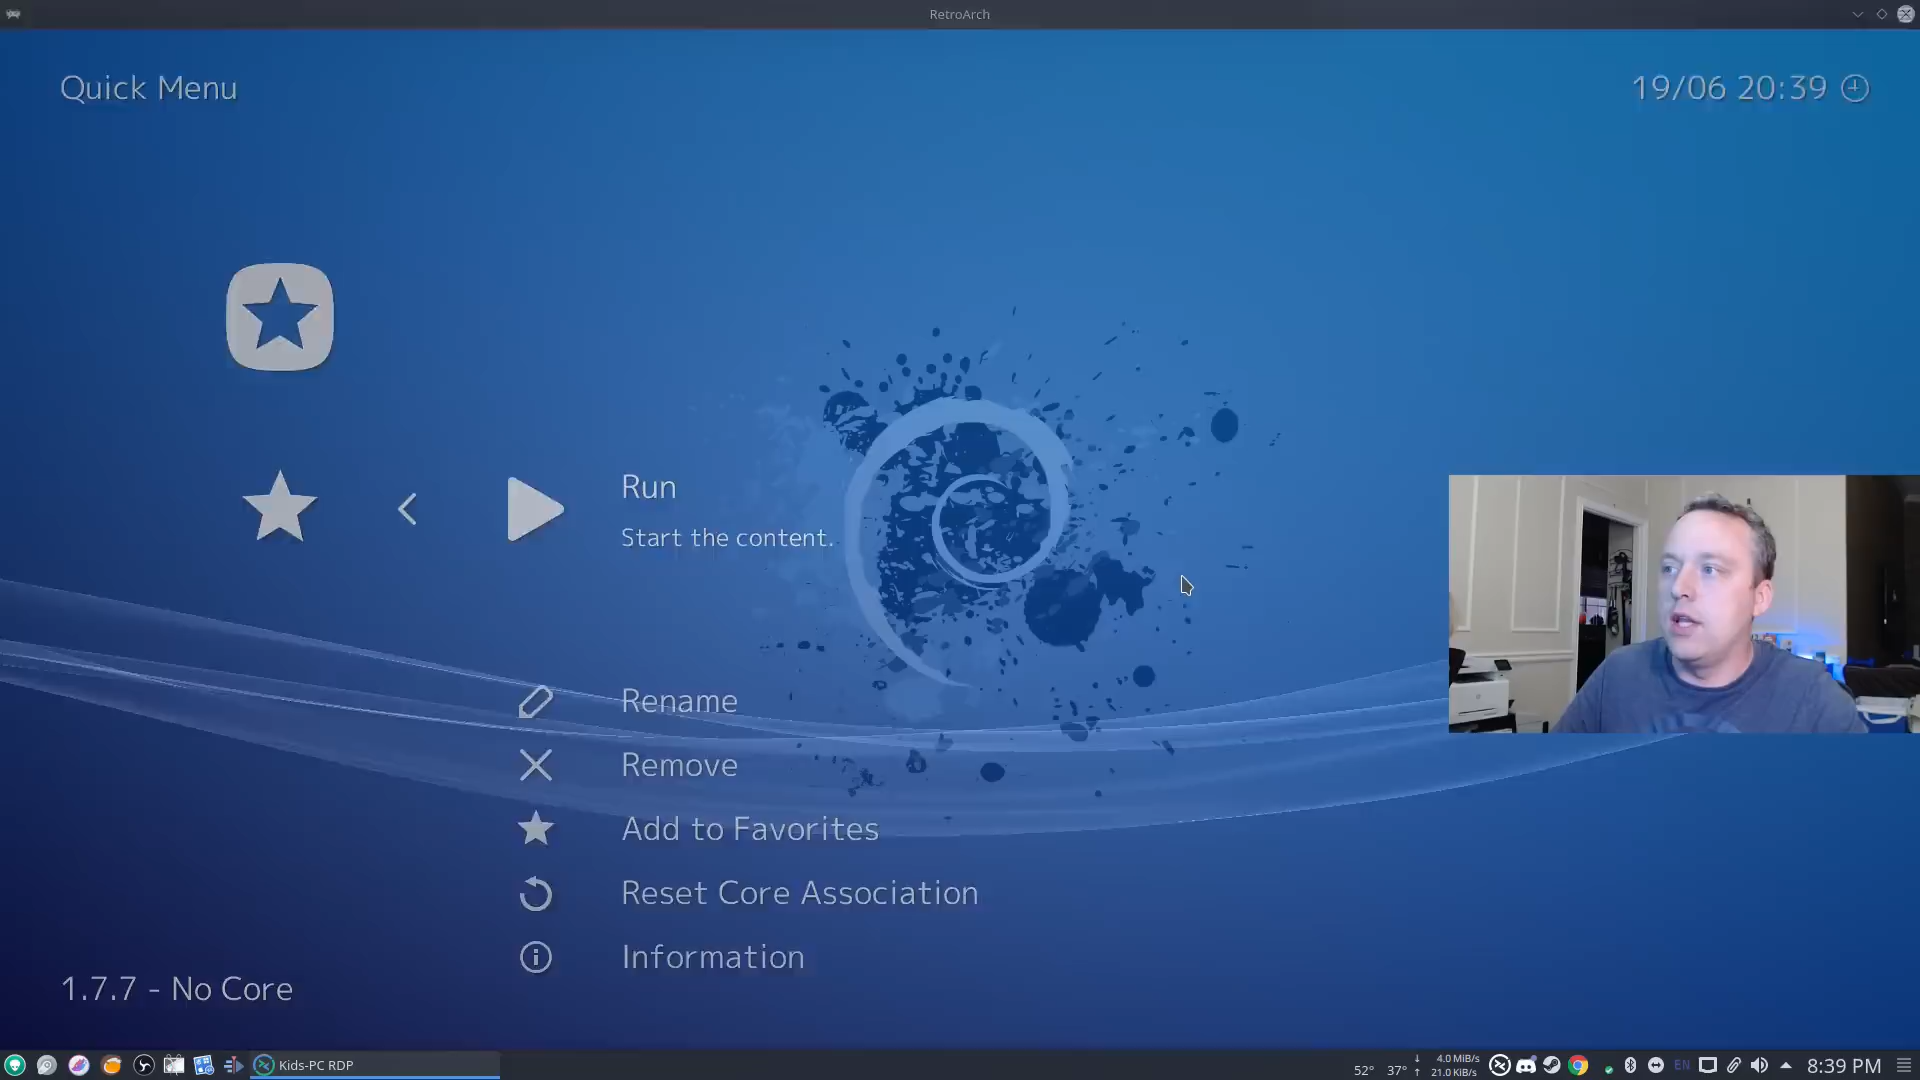 RetroArch
Quick Menu
19/06 20:39
Run
Start the content.
Rename
Remove
Add to Favorites
Reset Core Association
Information
1.7.7 - No Core
Kids-PC RDP
52° 37°
4.0 MiB/s
21.0 KiB/s
EN
8:39 PM